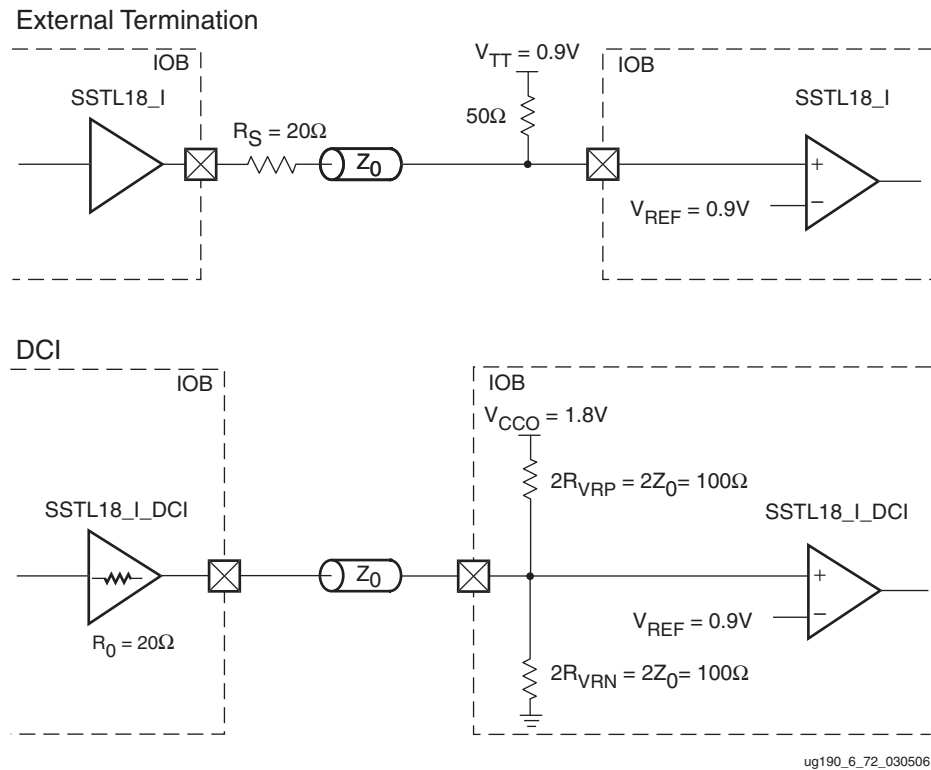 External Termination
IOB
SSTL18_I
R_S = 20Ω
Z_0
V_TT = 0.9V
50Ω
IOB
SSTL18_I
+
–
V_REF = 0.9V
DCI
IOB
SSTL18_I_DCI
R_0 = 20Ω
Z_0
IOB
V_CCO = 1.8V
2R_VRP = 2Z_0= 100Ω
SSTL18_I_DCI
+
–
V_REF = 0.9V
2R_VRN = 2Z_0= 100Ω
ug190_6_72_030506